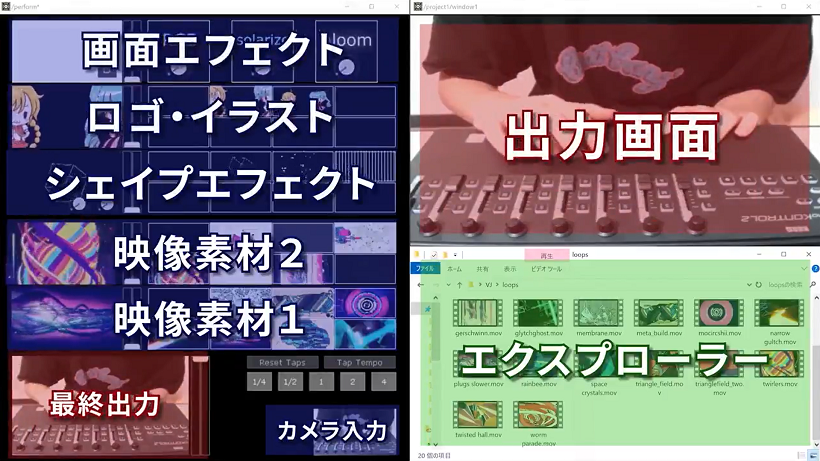 /perform*
画面エフェクト
solarize
bloom
ロゴ・イラスト
シェイプエフェクト
映像素材２
映像素材１
最終出力
Reset Taps
Tap Tempo
1/4
1/2
1
2
4
カメラ入力
/project1/window1
出力画面
KONTROL2
再生
loops
ファイル
ホーム
共有
表示
ビデオ ツール
VJ
loops
loopsの検索
gerschwinn.mov
glytchghost.mov
membrane.mov
meta_build.mov
mocircshii.mov
narrow gulitch.mov
エクスプローラー
plugs slower.mov
rainbee.mov
space crystals.mov
triangle_field.mov
trianglefield_two.mov
twirlers.mov
twisted hall.mov
worm parade.mov
20 個の項目